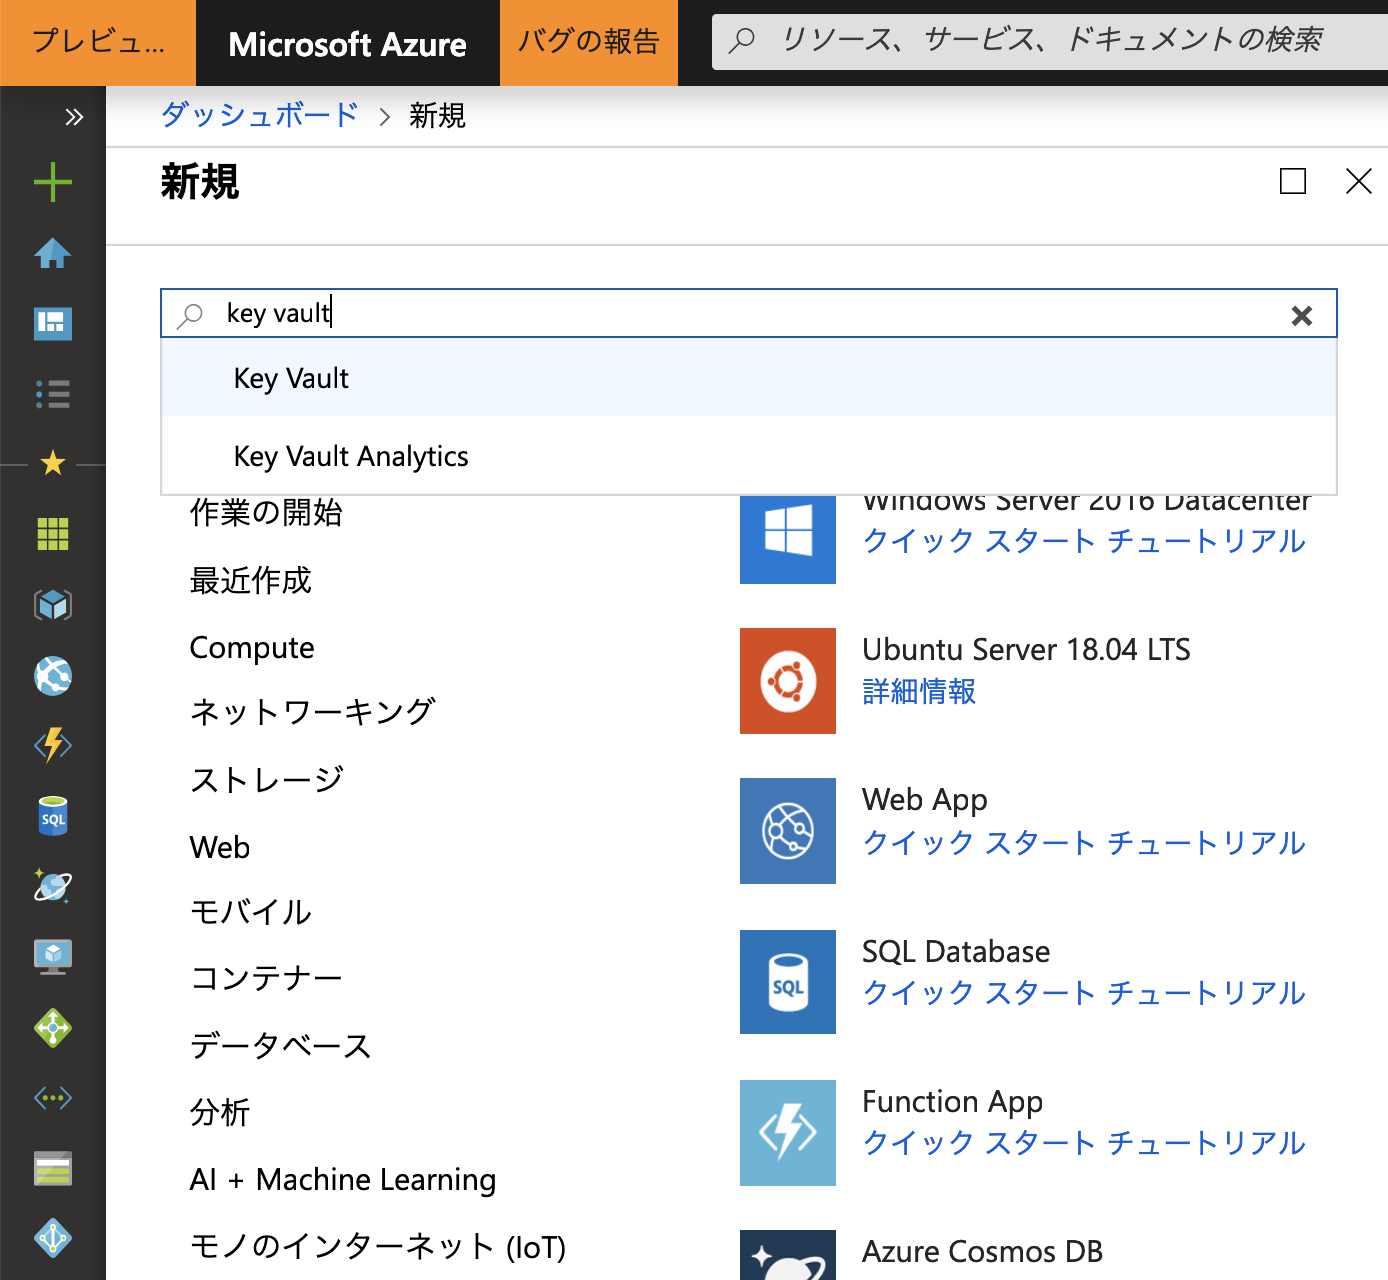 プレビュ...
Microsoft Azure
バグの報告
リソース、サービス、ドキュメントの検索
ダッシュボード > 新規
新規
key vault
Key Vault
Key Vault Analytics
作業の開始
最近作成
Compute
ネットワーキング
ストレージ
Web
モバイル
コンテナー
データベース
分析
AI + Machine Learning
モノのインターネット (IoT)
Windows Server 2016 Datacenter
クイック スタート チュートリアル
Ubuntu Server 18.04 LTS
詳細情報
Web App
クイック スタート チュートリアル
SQL
SQL Database
クイック スタート チュートリアル
Function App
クイック スタート チュートリアル
Azure Cosmos DB
SQL